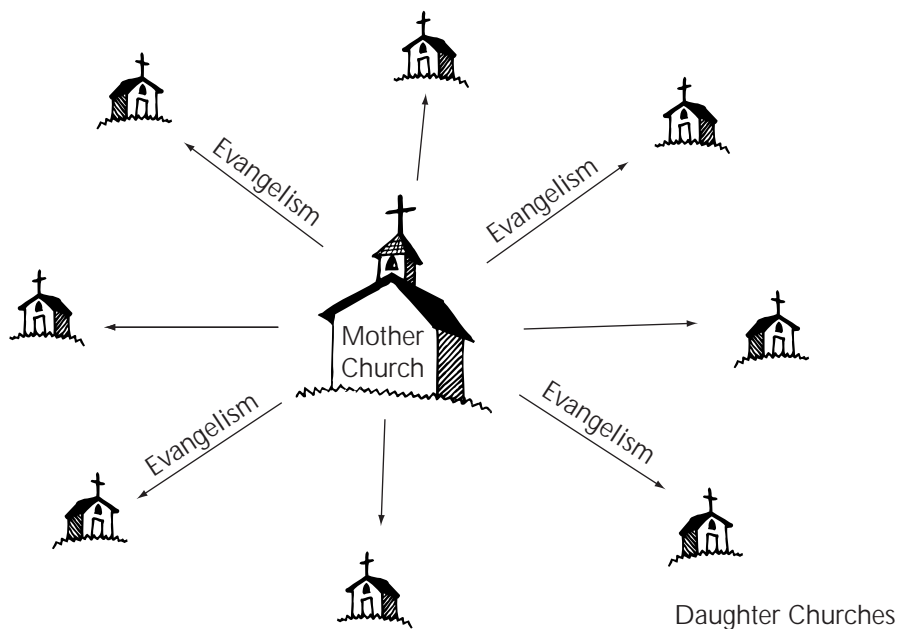 Evangelism
Evangelism
Mother
Church
Evangelism
Evangelism
Daughter Churches